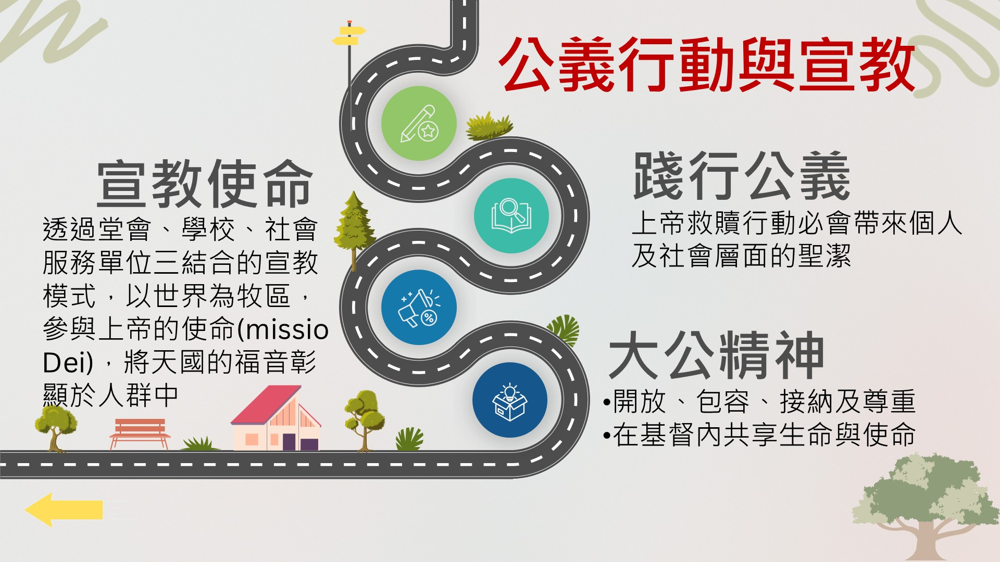 公義行動與宣教
宣教使命
透過堂會、學校、社會
服務單位三結合的宣教
模式，以世界為牧區，
參與上帝的使命(missio
Dei)，將天國的福音彰
顯於人群中
踐行公義
上帝救贖行動必會帶來個人
及社會層面的聖潔
大公精神
•開放、包容、接納及尊重
•在基督內共享生命與使命
%